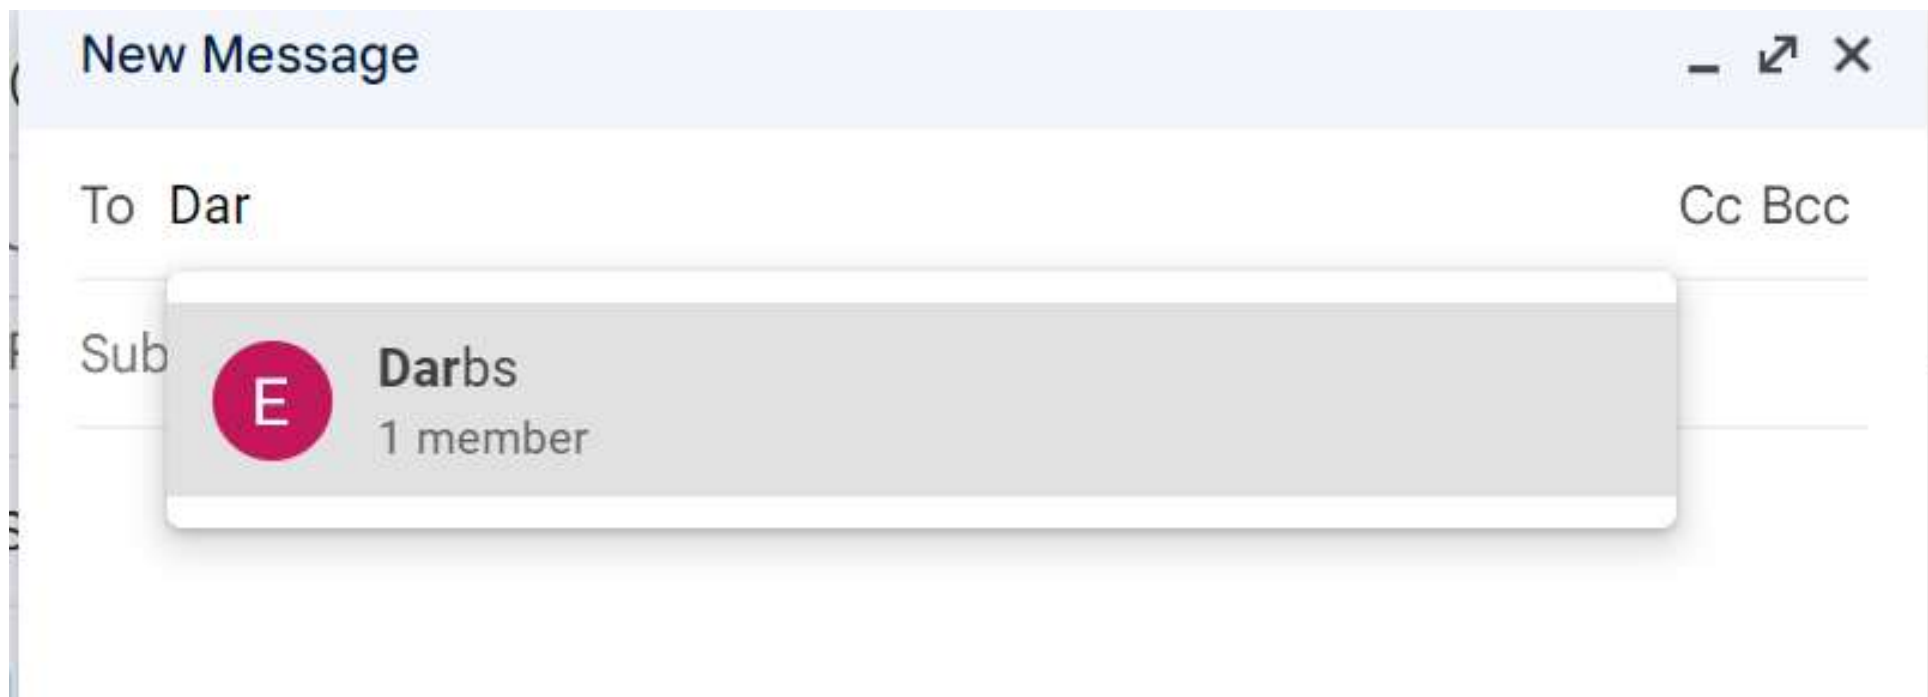 New Message
To Dar Cc Bcc
Sub
E
Darbs
1 member